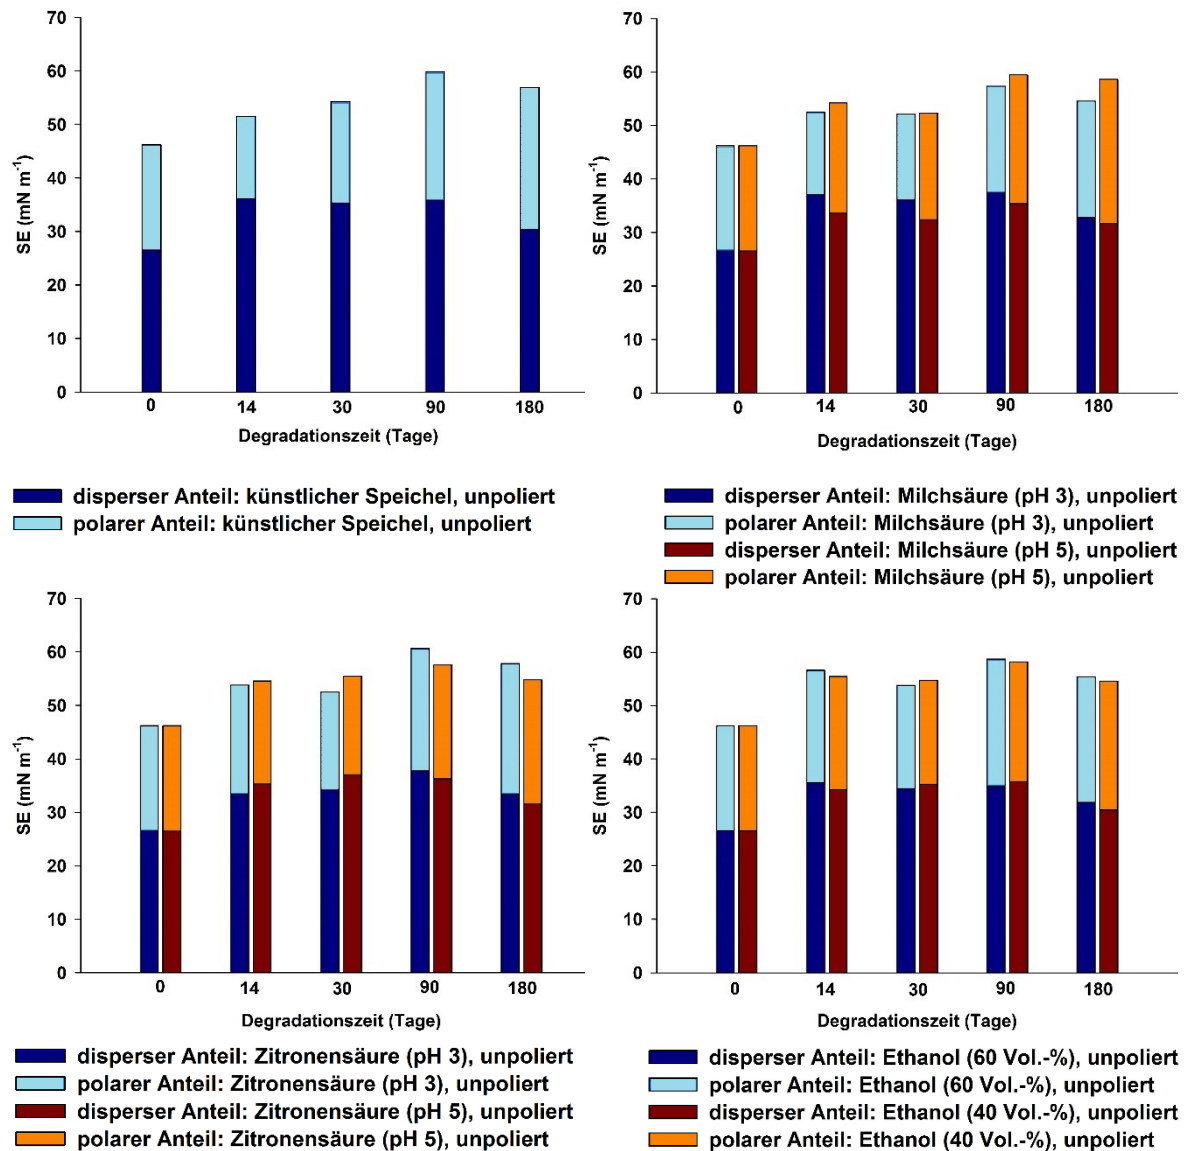 70
60
50
40
30
20
10
0
SE (mN m⁻¹)
0 14 30 90 180
Degradationszeit (Tage)
disperser Anteil: künstlicher Speichel, unpoliert
polarer Anteil: künstlicher Speichel, unpoliert
70
60
50
40
30
20
10
0
SE (mN m⁻¹)
0 14 30 90 180
Degradationszeit (Tage)
disperser Anteil: Milchsäure (pH 3), unpoliert
polarer Anteil: Milchsäure (pH 3), unpoliert
disperser Anteil: Milchsäure (pH 5), unpoliert
polarer Anteil: Milchsäure (pH 5), unpoliert
70
60
50
40
30
20
10
0
SE (mN m⁻¹)
0 14 30 90 180
Degradationszeit (Tage)
disperser Anteil: Zitronensäure (pH 3), unpoliert
polarer Anteil: Zitronensäure (pH 3), unpoliert
disperser Anteil: Zitronensäure (pH 5), unpoliert
polarer Anteil: Zitronensäure (pH 5), unpoliert
70
60
50
40
30
20
10
0
SE (mN m⁻¹)
0 14 30 90 180
Degradationszeit (Tage)
disperser Anteil: Ethanol (60 Vol.-%), unpoliert
polarer Anteil: Ethanol (60 Vol.-%), unpoliert
disperser Anteil: Ethanol (40 Vol.-%), unpoliert
polarer Anteil: Ethanol (40 Vol.-%), unpoliert